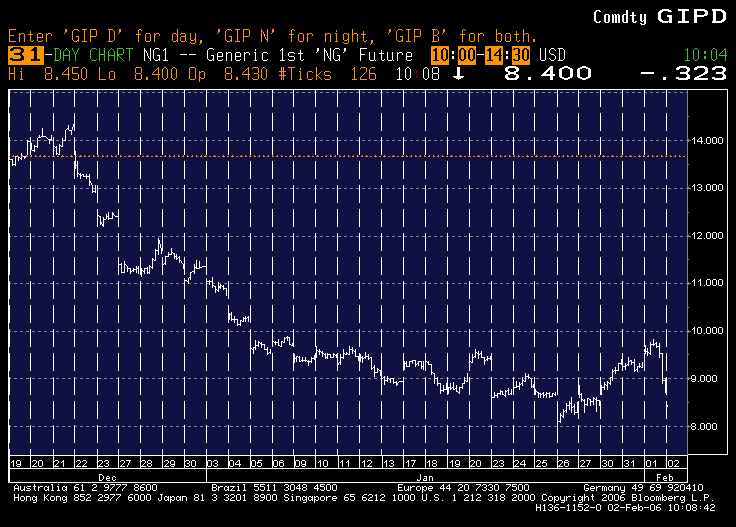 Comdty GIPD
Enter 'GIP D' for day, 'GIP N' for night, 'GIP B' for both.
31-DAY CHART NG1 -- Generic 1st 'NG' Future 10:00-14:30 USD 10:04
Hi 8.450 Lo 8.400 Op 8.430 #Ticks 126 10:08 ↓ 8.400 -.323
14.000
13.000
12.000
11.000
10.000
9.000
8.000
19 20 21 22 23 27 28 29 30 03 04 05 06 09 10 11 12 13 17 18 19 20 23 24 25 26 27 30 31 01 02
Dec Jan Feb
Australia 61 2 9777 8600 Brazil 5511 3048 4500 Europe 44 20 7330 7500 Germany 49 69 920410
Hong Kong 852 2977 6000 Japan 81 3 3201 8900 Singapore 65 6212 1000 U.S. 1 212 318 2000 Copyright 2006 Bloomberg L.P.
H136-1152-0 02-Feb-06 10:08:42